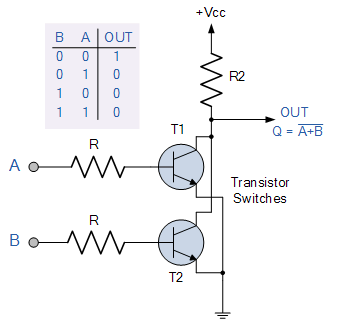 +Vcc
B A OUT
0 0 1
0 1 0
1 0 0
1 1 0
R2
OUT
Q = A+B̅
T1
R
A
Transistor
Switches
R
B
T2